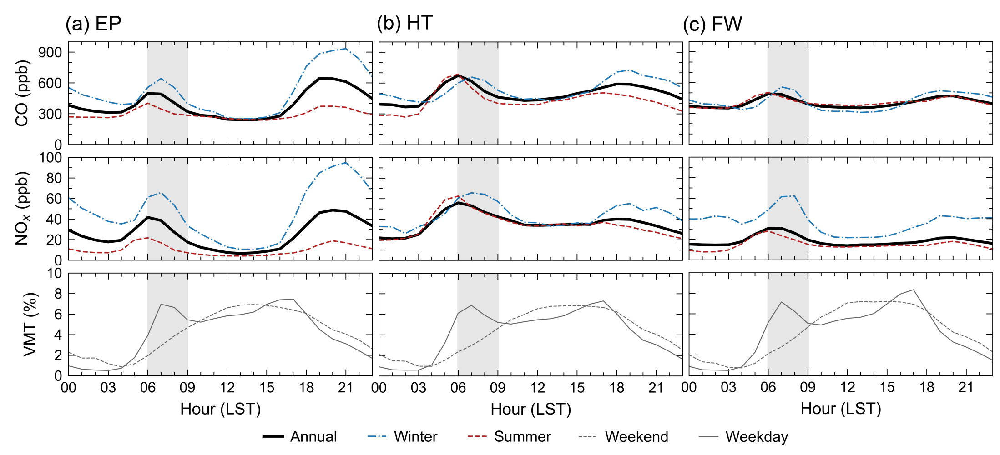 (a) EP
(b) HT
(c) FW
CO (ppb)
900
600
300
0
NOx (ppb)
100
80
60
40
20
0
VMT (%)
10
8
6
4
2
0
00 03 06 09 12 15 18 21
00 03 06 09 12 15 18 21
00 03 06 09 12 15 18 21
Hour (LST)
Hour (LST)
Hour (LST)
Annual Winter Summer Weekend Weekday